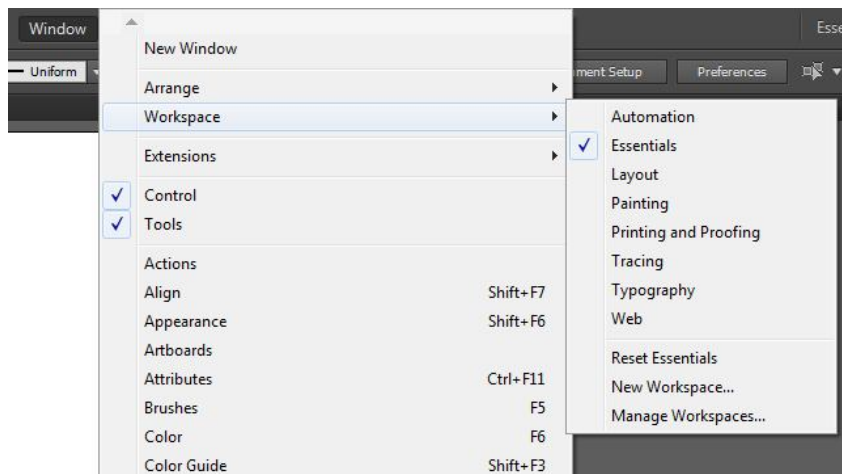 Window
Esse
Uniform
ment Setup
Preferences
New Window
Arrange
Workspace
Extensions
Control
Tools
Actions
Align Shift+F7
Appearance Shift+F6
Artboards
Attributes Ctrl+F11
Brushes F5
Color F6
Color Guide Shift+F3
Automation
Essentials
Layout
Painting
Printing and Proofing
Tracing
Typography
Web
Reset Essentials
New Workspace...
Manage Workspaces...